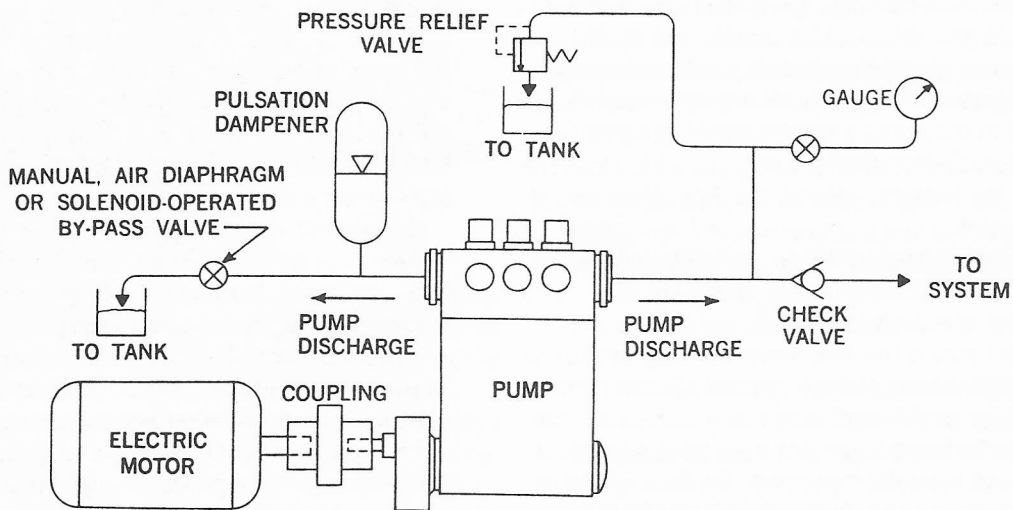 PRESSURE RELIEF
VALVE
GAUGE
TO TANK
PULSATION
DAMPENER
MANUAL, AIR DIAPHRAGM
OR SOLENOID-OPERATED
BY-PASS VALVE
TO TANK
PUMP
DISCHARGE
PUMP
DISCHARGE
CHECK
VALVE
TO
SYSTEM
COUPLING
PUMP
ELECTRIC
MOTOR